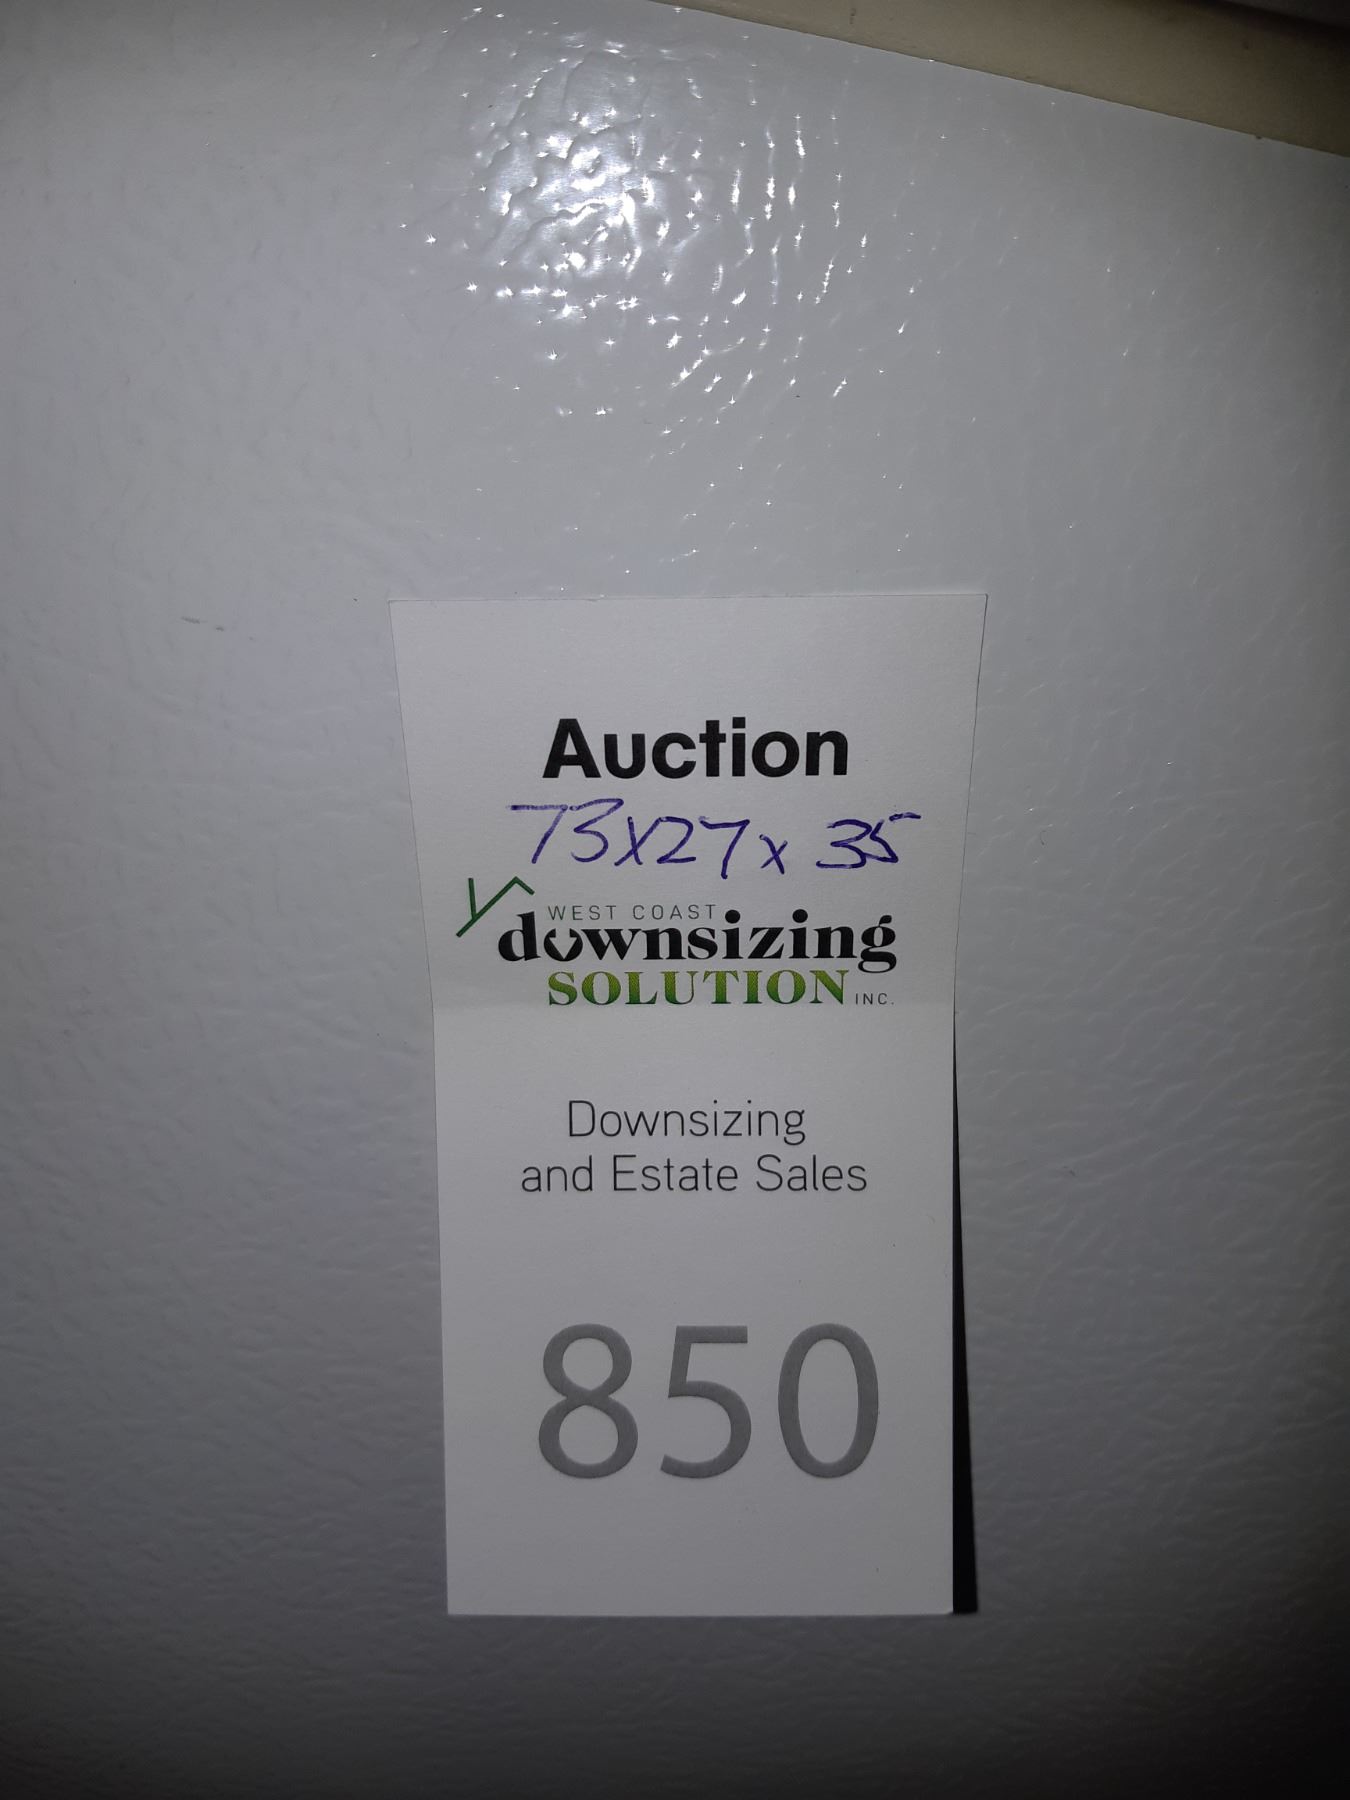 Auction
73x27x35
WEST COAST
downsizing
SOLUTION INC.
Downsizing
and Estate Sales
850